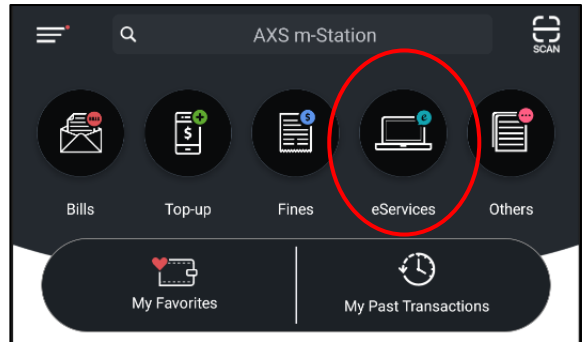 AXS m-Station
SCAN
Bills
Top-up
Fines
eServices
Others
My Favorites
My Past Transactions